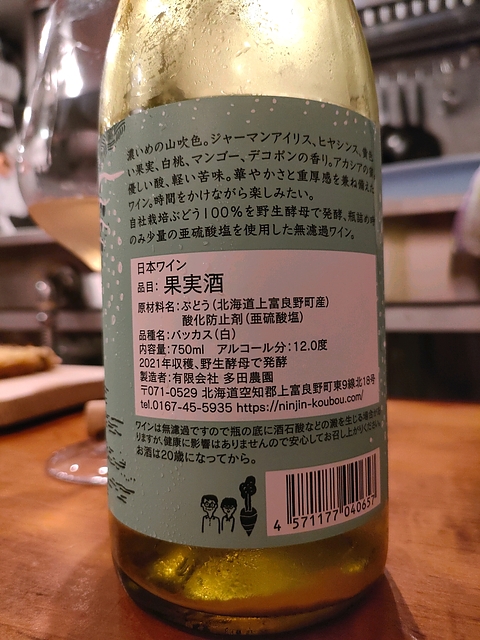 濃いめの山吹色。ジャーマンアイリス、ヒヤシンス、黄色
い果実、白桃、マンゴー、デコポンの香り。アカシアの
優しい酸、軽い苦味。華やかさと重厚感を兼ね備えた
ワイン。時間をかけながら楽しみたい。
自社栽培ぶどう100%を野生酵母で発酵、瓶詰め時
のみ少量の亜硫酸塩を使用した無濾過ワイン。
日本ワイン
品目: 果実酒
原材料名:ぶどう(北海道上富良野町産)
酸化防止剤(亜硫酸塩)
品種名:バッカス(白)
内容量:750ml アルコール分:12.0度
2021年収穫、野生酵母で発酵
製造者:有限会社 多田農園
〒071-0529 北海道空知郡上富良野町東9線北18号
tel.0167-45-5935 https://ninjin-koubou.com/
ワインは無濾過ですので瓶の底に酒石酸などの澱を生じる場合が
りますが、健康に影響はありませんので安心してお召し上がりください。
お酒は20歳になってから。
4 571177 040657